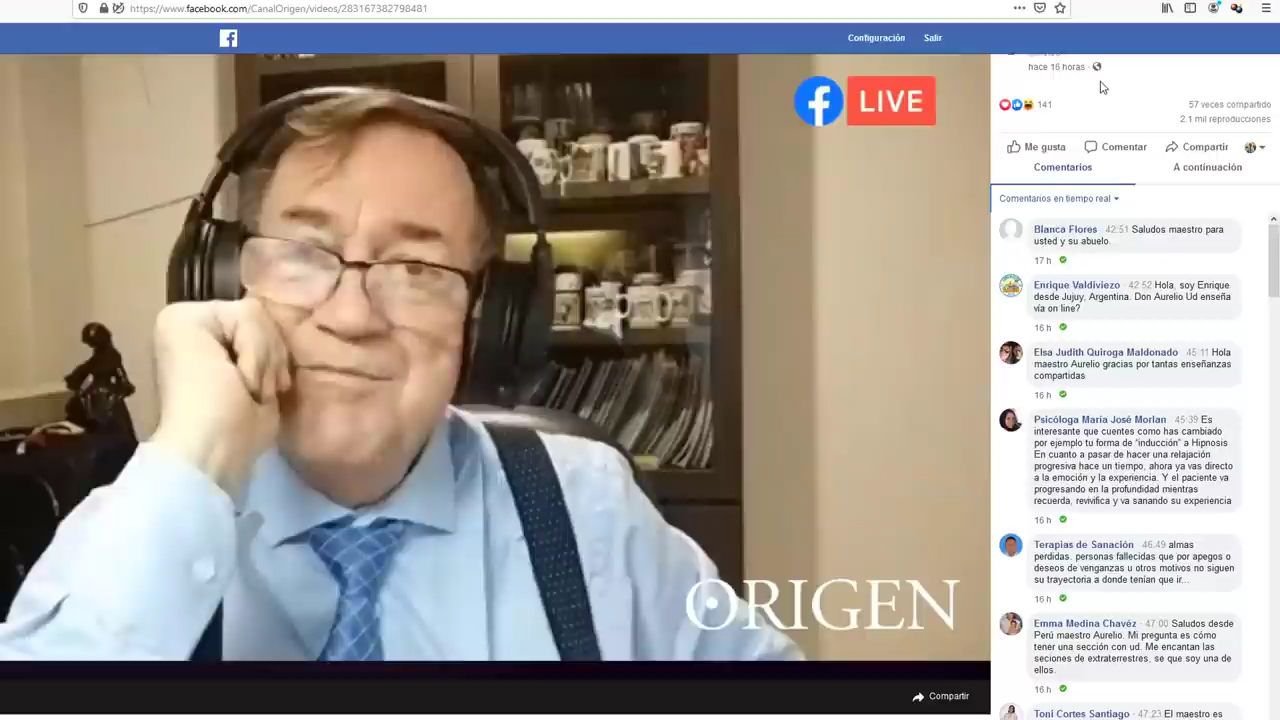 https://www.facebook.com/CanalOrigen/videos/283167382798481
Configuración
Salir
LIVE
ORIGEN
Compartir
hace 16 horas ·
141
57 veces compartido
2.1 mil reproducciones
Me gusta
Comentar
Compartir
Comentarios
A continuación
Comentarios en tiempo real
Blanca Flores · 42:51 Saludos maestro para
usted y su abuelo.
17 h
Enrique Valdiviezo · 42:52 Hola, soy Enrique
desde Jujuy, Argentina. Don Aurelio Ud enseña
vía on line?
16 h
Elsa Judith Quiroga Maldonado · 45:11 Hola
maestro Aurelio gracias por tantas enseñanzas
compartidas
16 h
Psicóloga María José Morlan · 45:39 Es
interesante que cuentes como has cambiado
por ejemplo tu forma de "inducción" a Hipnosis
En cuanto a pasar de hacer una relajación
progresiva hace un tiempo, ahora ya vas directo
a la emoción y la experiencia. Y el paciente va
progresando en la profundidad mientras
recuerda, revivifica y va sanando su experiencia
16 h
Terapias de Sanación · 46:49 almas
perdidas. personas fallecidas que por apegos o
deseos de venganzas u otros motivos no siguen
su trayectoria a donde tenían que ir...
16 h
Emma Medina Chavéz · 47:00 Saludos desde
Perú maestro Aurelio. Mi pregunta es cómo
tener una sección con ud. Me encantan las
seciones de extraterrestres, se que soy una de
ellos.
16 h
Toni Cortes Santiago · 47:23 El maestro es